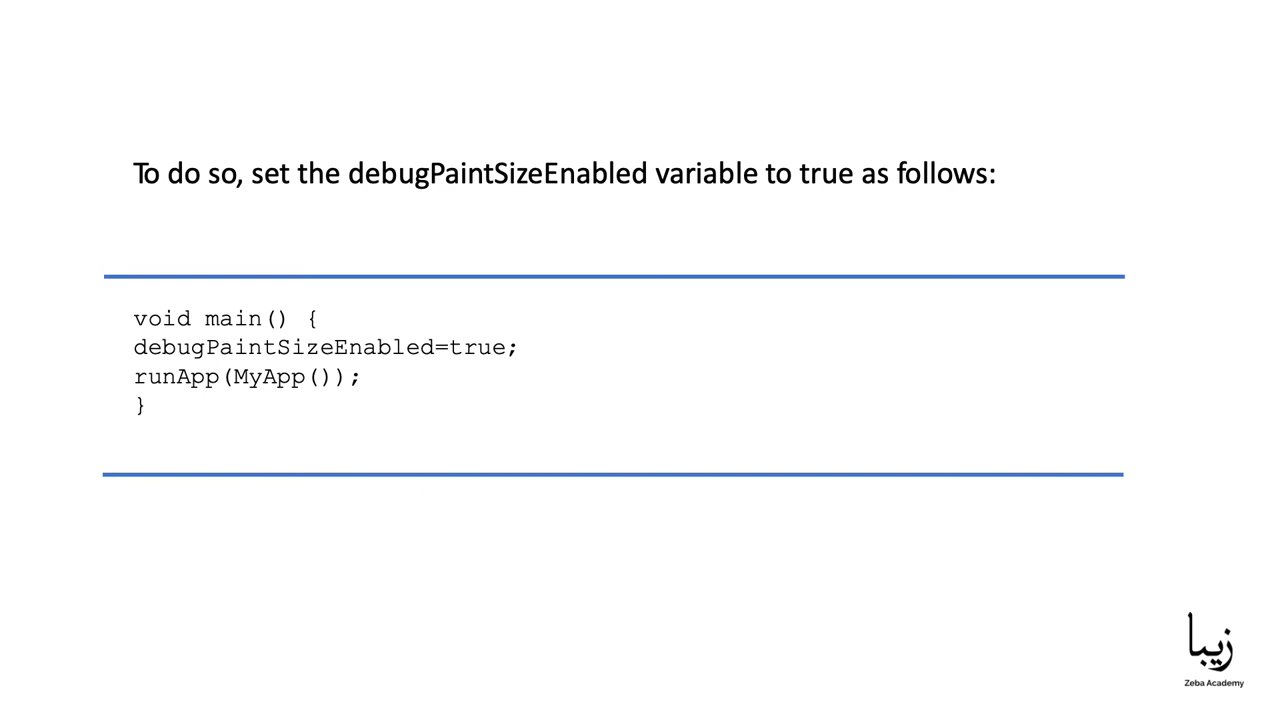 To do so, set the debugPaintSizeEnabled variable to true as follows:
void main() {
debugPaintSizeEnabled=true;
runApp(MyApp());
}
زیبا
Zeba Academy